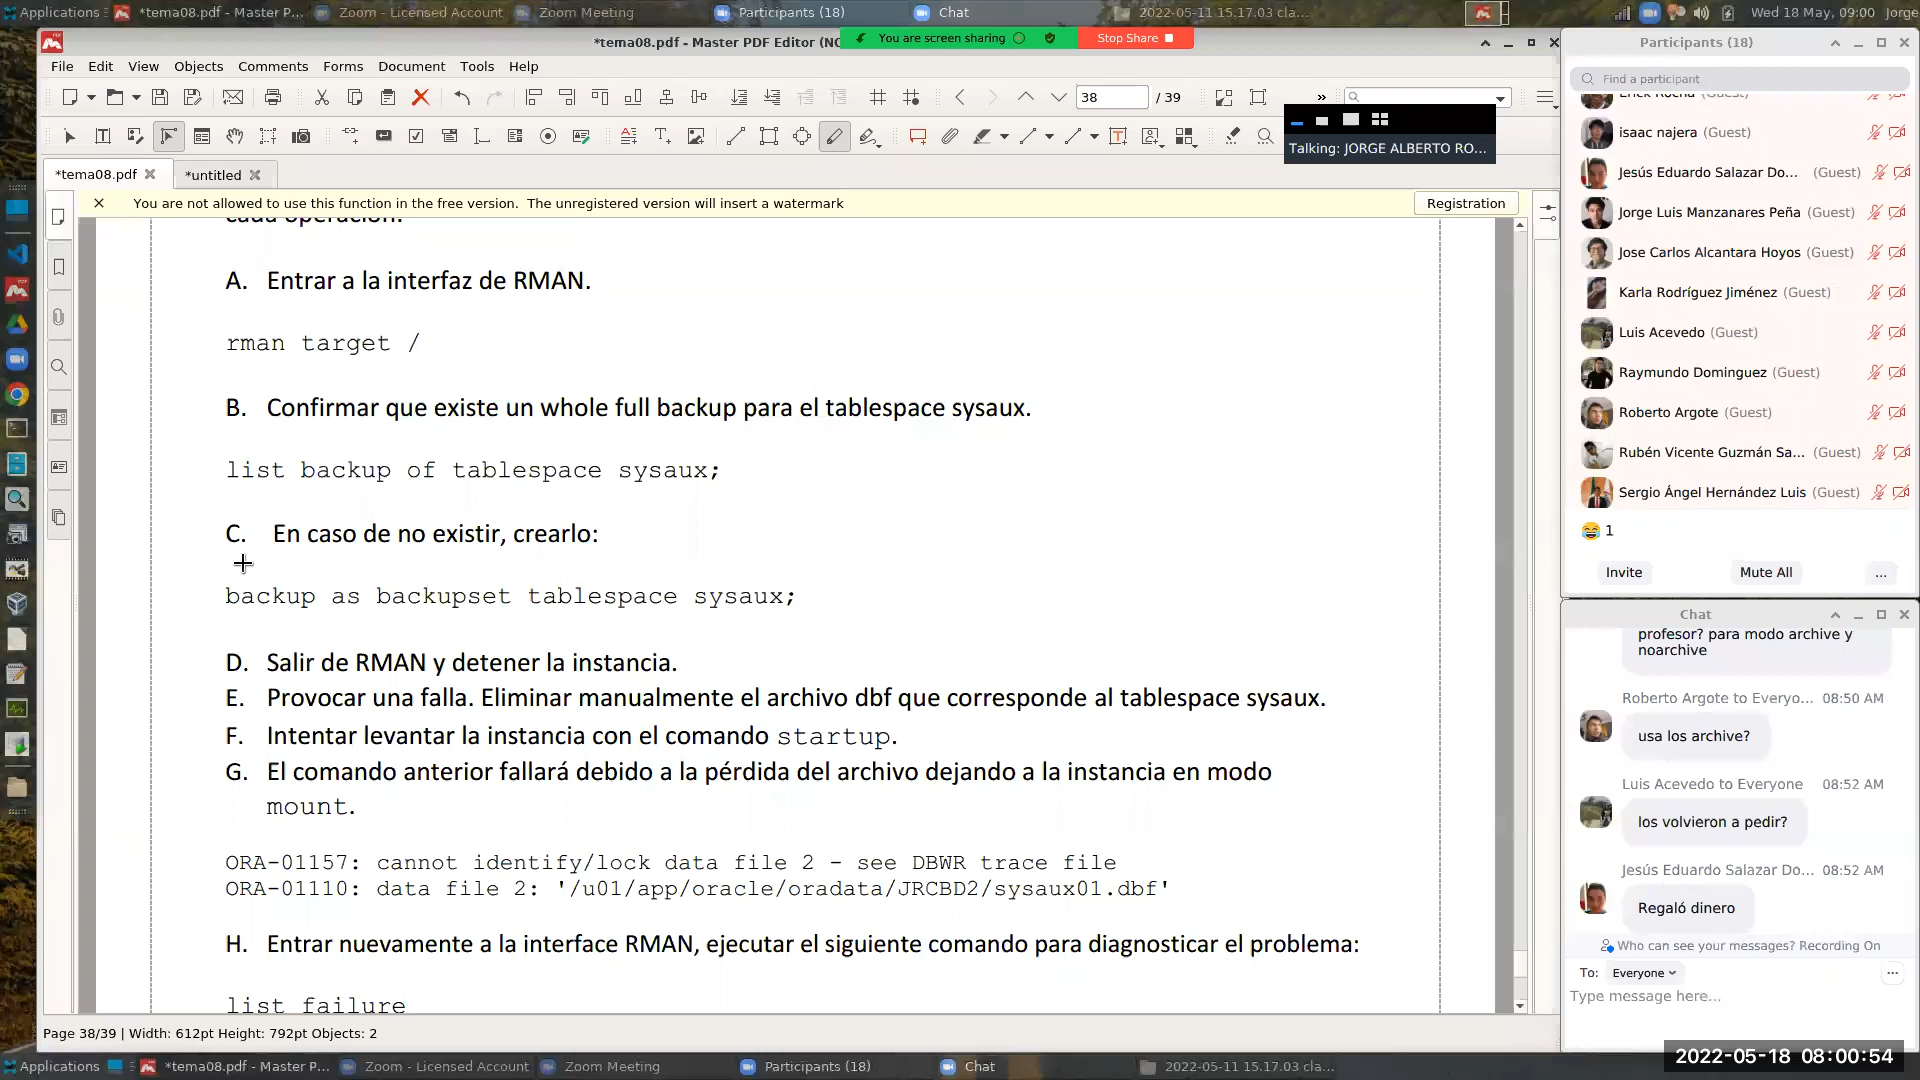 Applications
*tema08.pdf - Master P...
Zoom - Licensed Account
Zoom Meeting
Participants (18)
Chat
2022-05-11 15.17.03 cla...
Wed 18 May, 09:00 Jorge
*tema08.pdf - Master PDF Editor (NO
You are screen sharing
Stop Share
File Edit View Objects Comments Forms Document Tools Help
38 / 39
Talking: JORGE ALBERTO RO...
*tema08.pdf
*untitled
You are not allowed to use this function in the free version. The unregistered version will insert a watermark
Registration
cada operación.
A. Entrar a la interfaz de RMAN.
rman target /
B. Confirmar que existe un whole full backup para el tablespace sysaux.
list backup of tablespace sysaux;
C. En caso de no existir, crearlo:
backup as backupset tablespace sysaux;
D. Salir de RMAN y detener la instancia.
E. Provocar una falla. Eliminar manualmente el archivo dbf que corresponde al tablespace sysaux.
F. Intentar levantar la instancia con el comando startup.
G. El comando anterior fallará debido a la pérdida del archivo dejando a la instancia en modo
mount.
ORA-01157: cannot identify/lock data file 2 - see DBWR trace file
ORA-01110: data file 2: '/u01/app/oracle/oradata/JRCBD2/sysaux01.dbf'
H. Entrar nuevamente a la interface RMAN, ejecutar el siguiente comando para diagnosticar el problema:
list failure
Page 38/39 | Width: 612pt Height: 792pt Objects: 2
Participants (18)
Find a participant
Erick Rocha (Guest)
isaac najera (Guest)
Jesús Eduardo Salazar Do... (Guest)
Jorge Luis Manzanares Peña (Guest)
Jose Carlos Alcantara Hoyos (Guest)
Karla Rodríguez Jiménez (Guest)
Luis Acevedo (Guest)
Raymundo Dominguez (Guest)
Roberto Argote (Guest)
Rubén Vicente Guzmán Sa... (Guest)
Sergio Ángel Hernández Luis (Guest)
1
Invite
Mute All
...
Chat
profesor? para modo archive y
noarchive
Roberto Argote to Everyo... 08:50 AM
usa los archive?
Luis Acevedo to Everyone 08:52 AM
los volvieron a pedir?
Jesús Eduardo Salazar Do... 08:52 AM
Regaló dinero
Who can see your messages? Recording On
To: Everyone
Type message here...
Applications
*tema08.pdf - Master P...
Zoom - Licensed Account
Zoom Meeting
Participants (18)
Chat
2022-05-11 15.17.03 cla...
2022-05-18 08:00:54